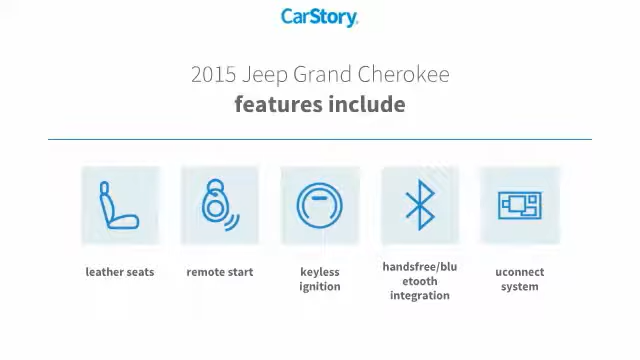 CarStory
2015 Jeep Grand Cherokee
features include
leather seats
remote start
keyless
ignition
handsfree/blu
etooth
integration
uconnect
system